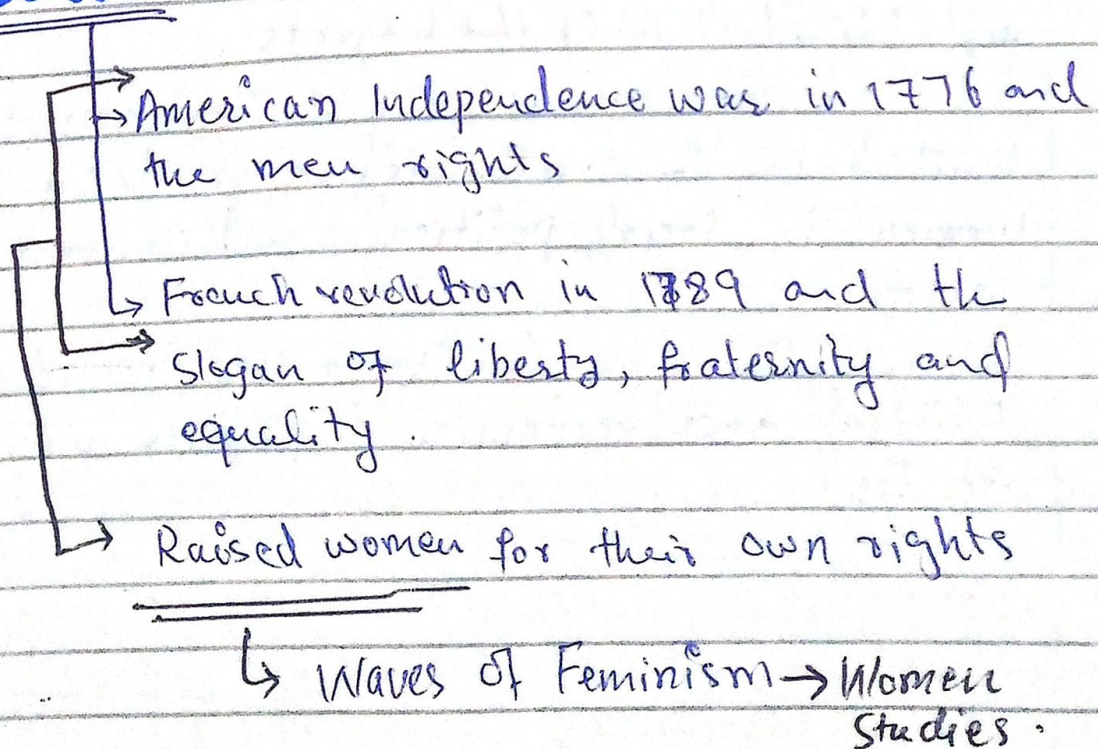 American Independence was in 1776 and
the men rights
French revolution in 1789 and the
slogan of liberty, fraternity and
equality.
Raised women for their own rights
Waves of Feminism → Women
Studies.